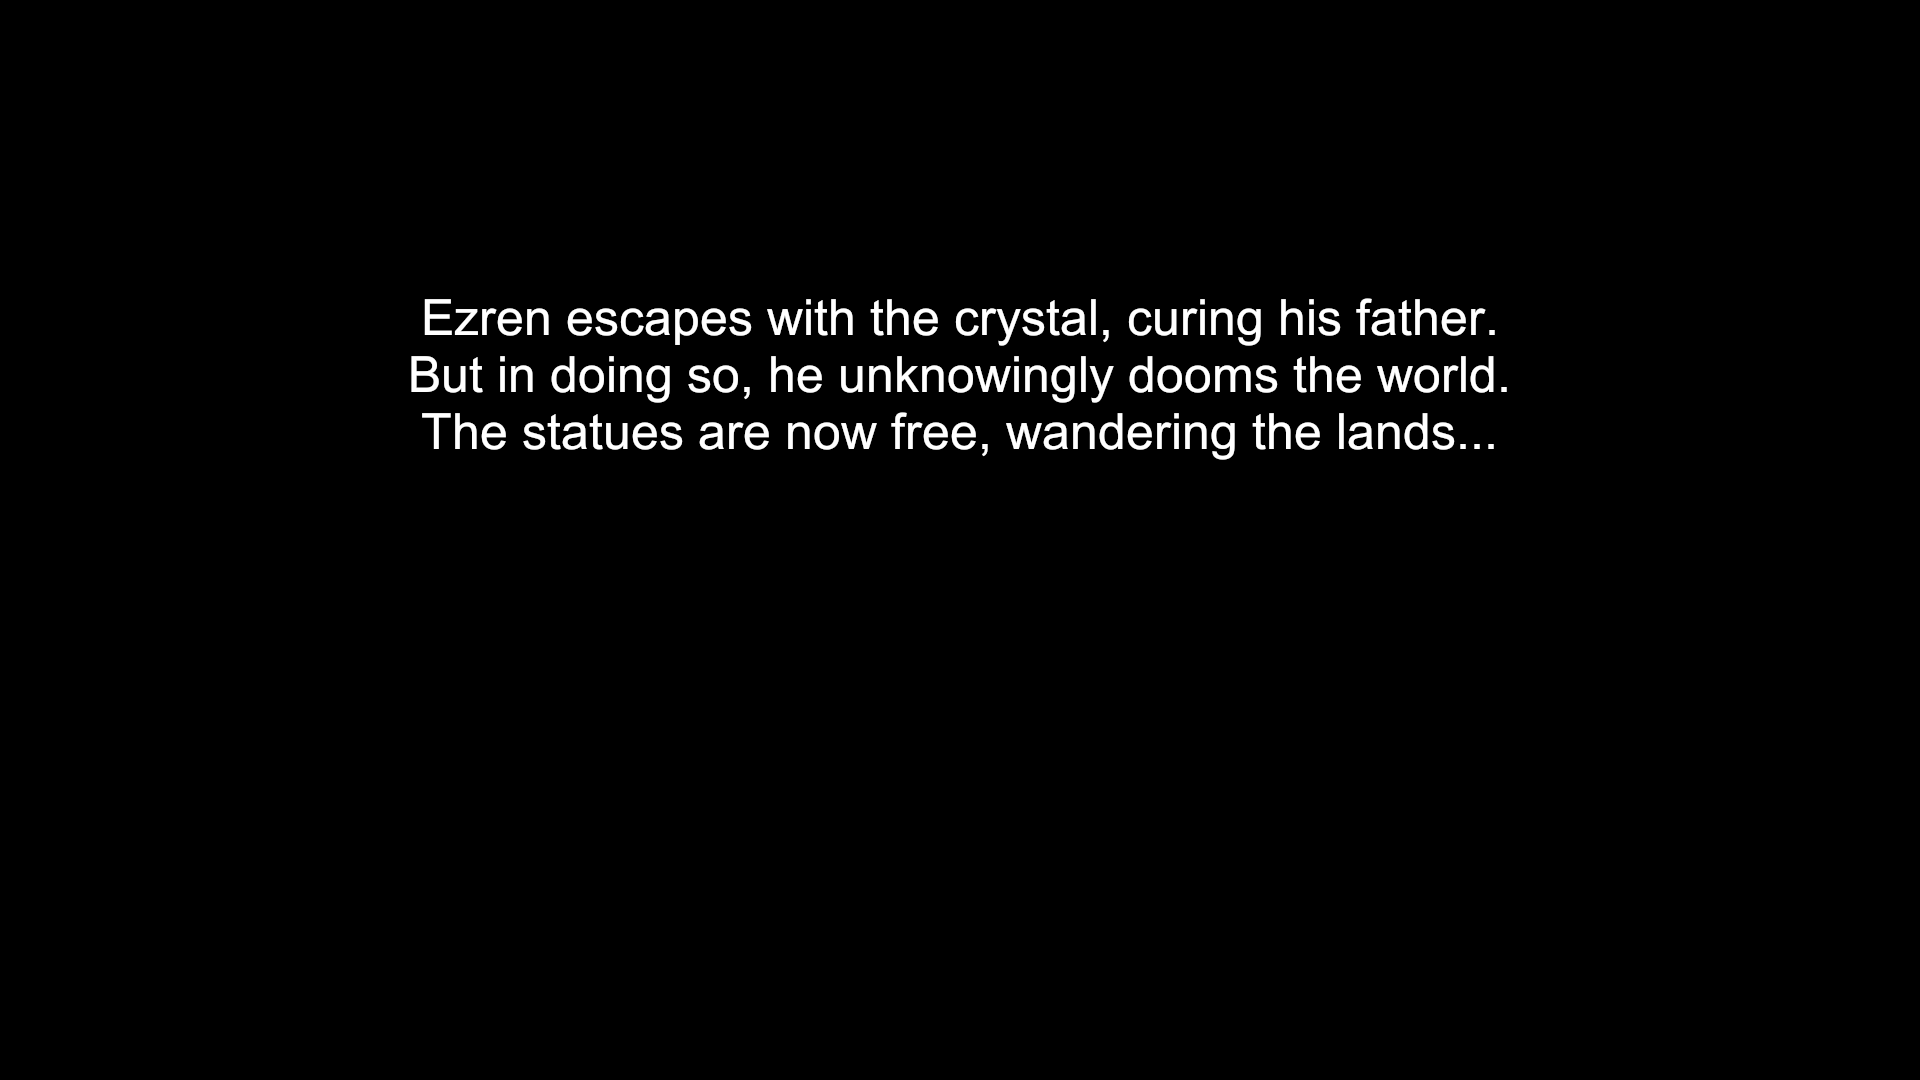 Ezren escapes with the crystal, curing his father.
But in doing so, he unknowingly dooms the world.
The statues are now free, wandering the lands...